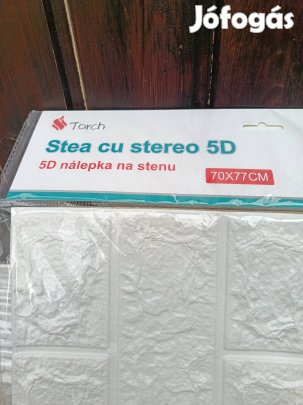 Jófogás
Torch
Stea cu stereo 5D
5D nálepka na stenu
70X77CM